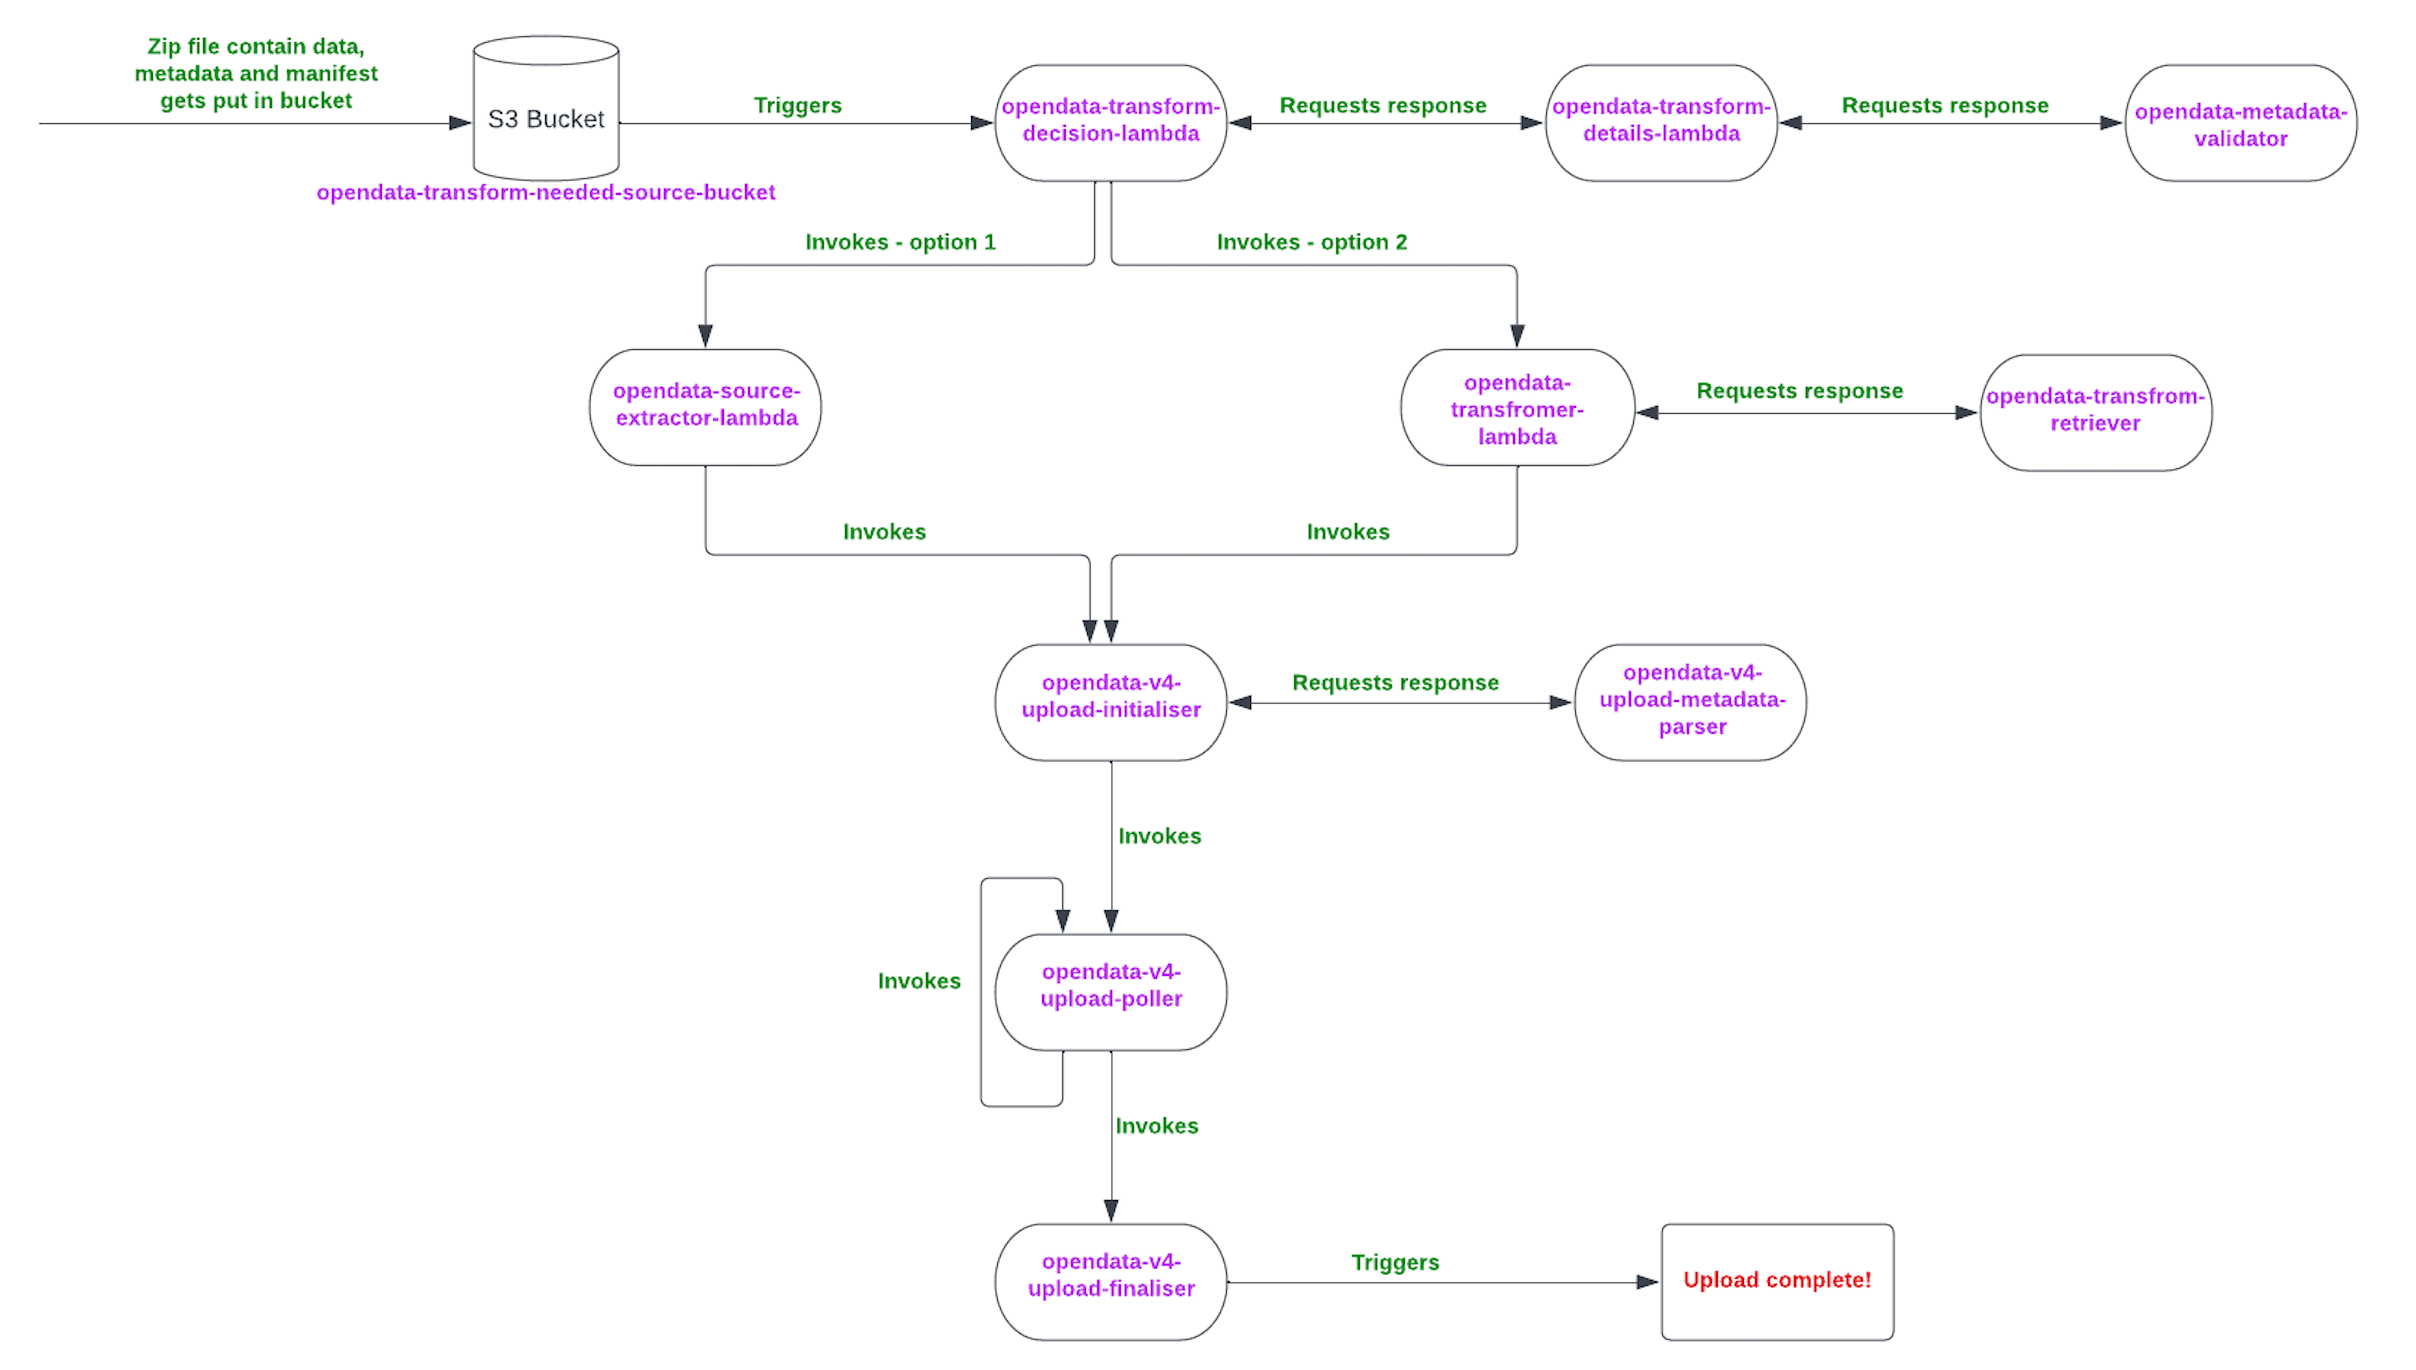 Zip file contain data,
metadata and manifest
gets put in bucket
S3 Bucket
opendata-transform-needed-source-bucket
Triggers
opendata-transform-
decision-lambda
Requests response
opendata-transform-
details-lambda
Requests response
opendata-metadata-
validator
Invokes - option 1
Invokes - option 2
opendata-source-
extractor-lambda
opendata-
transfromer-
lambda
Requests response
opendata-transfrom-
retriever
Invokes
Invokes
opendata-v4-
upload-initialiser
Requests response
opendata-v4-
upload-metadata-
parser
Invokes
Invokes
opendata-v4-
upload-poller
Invokes
opendata-v4-
upload-finaliser
Triggers
Upload complete!